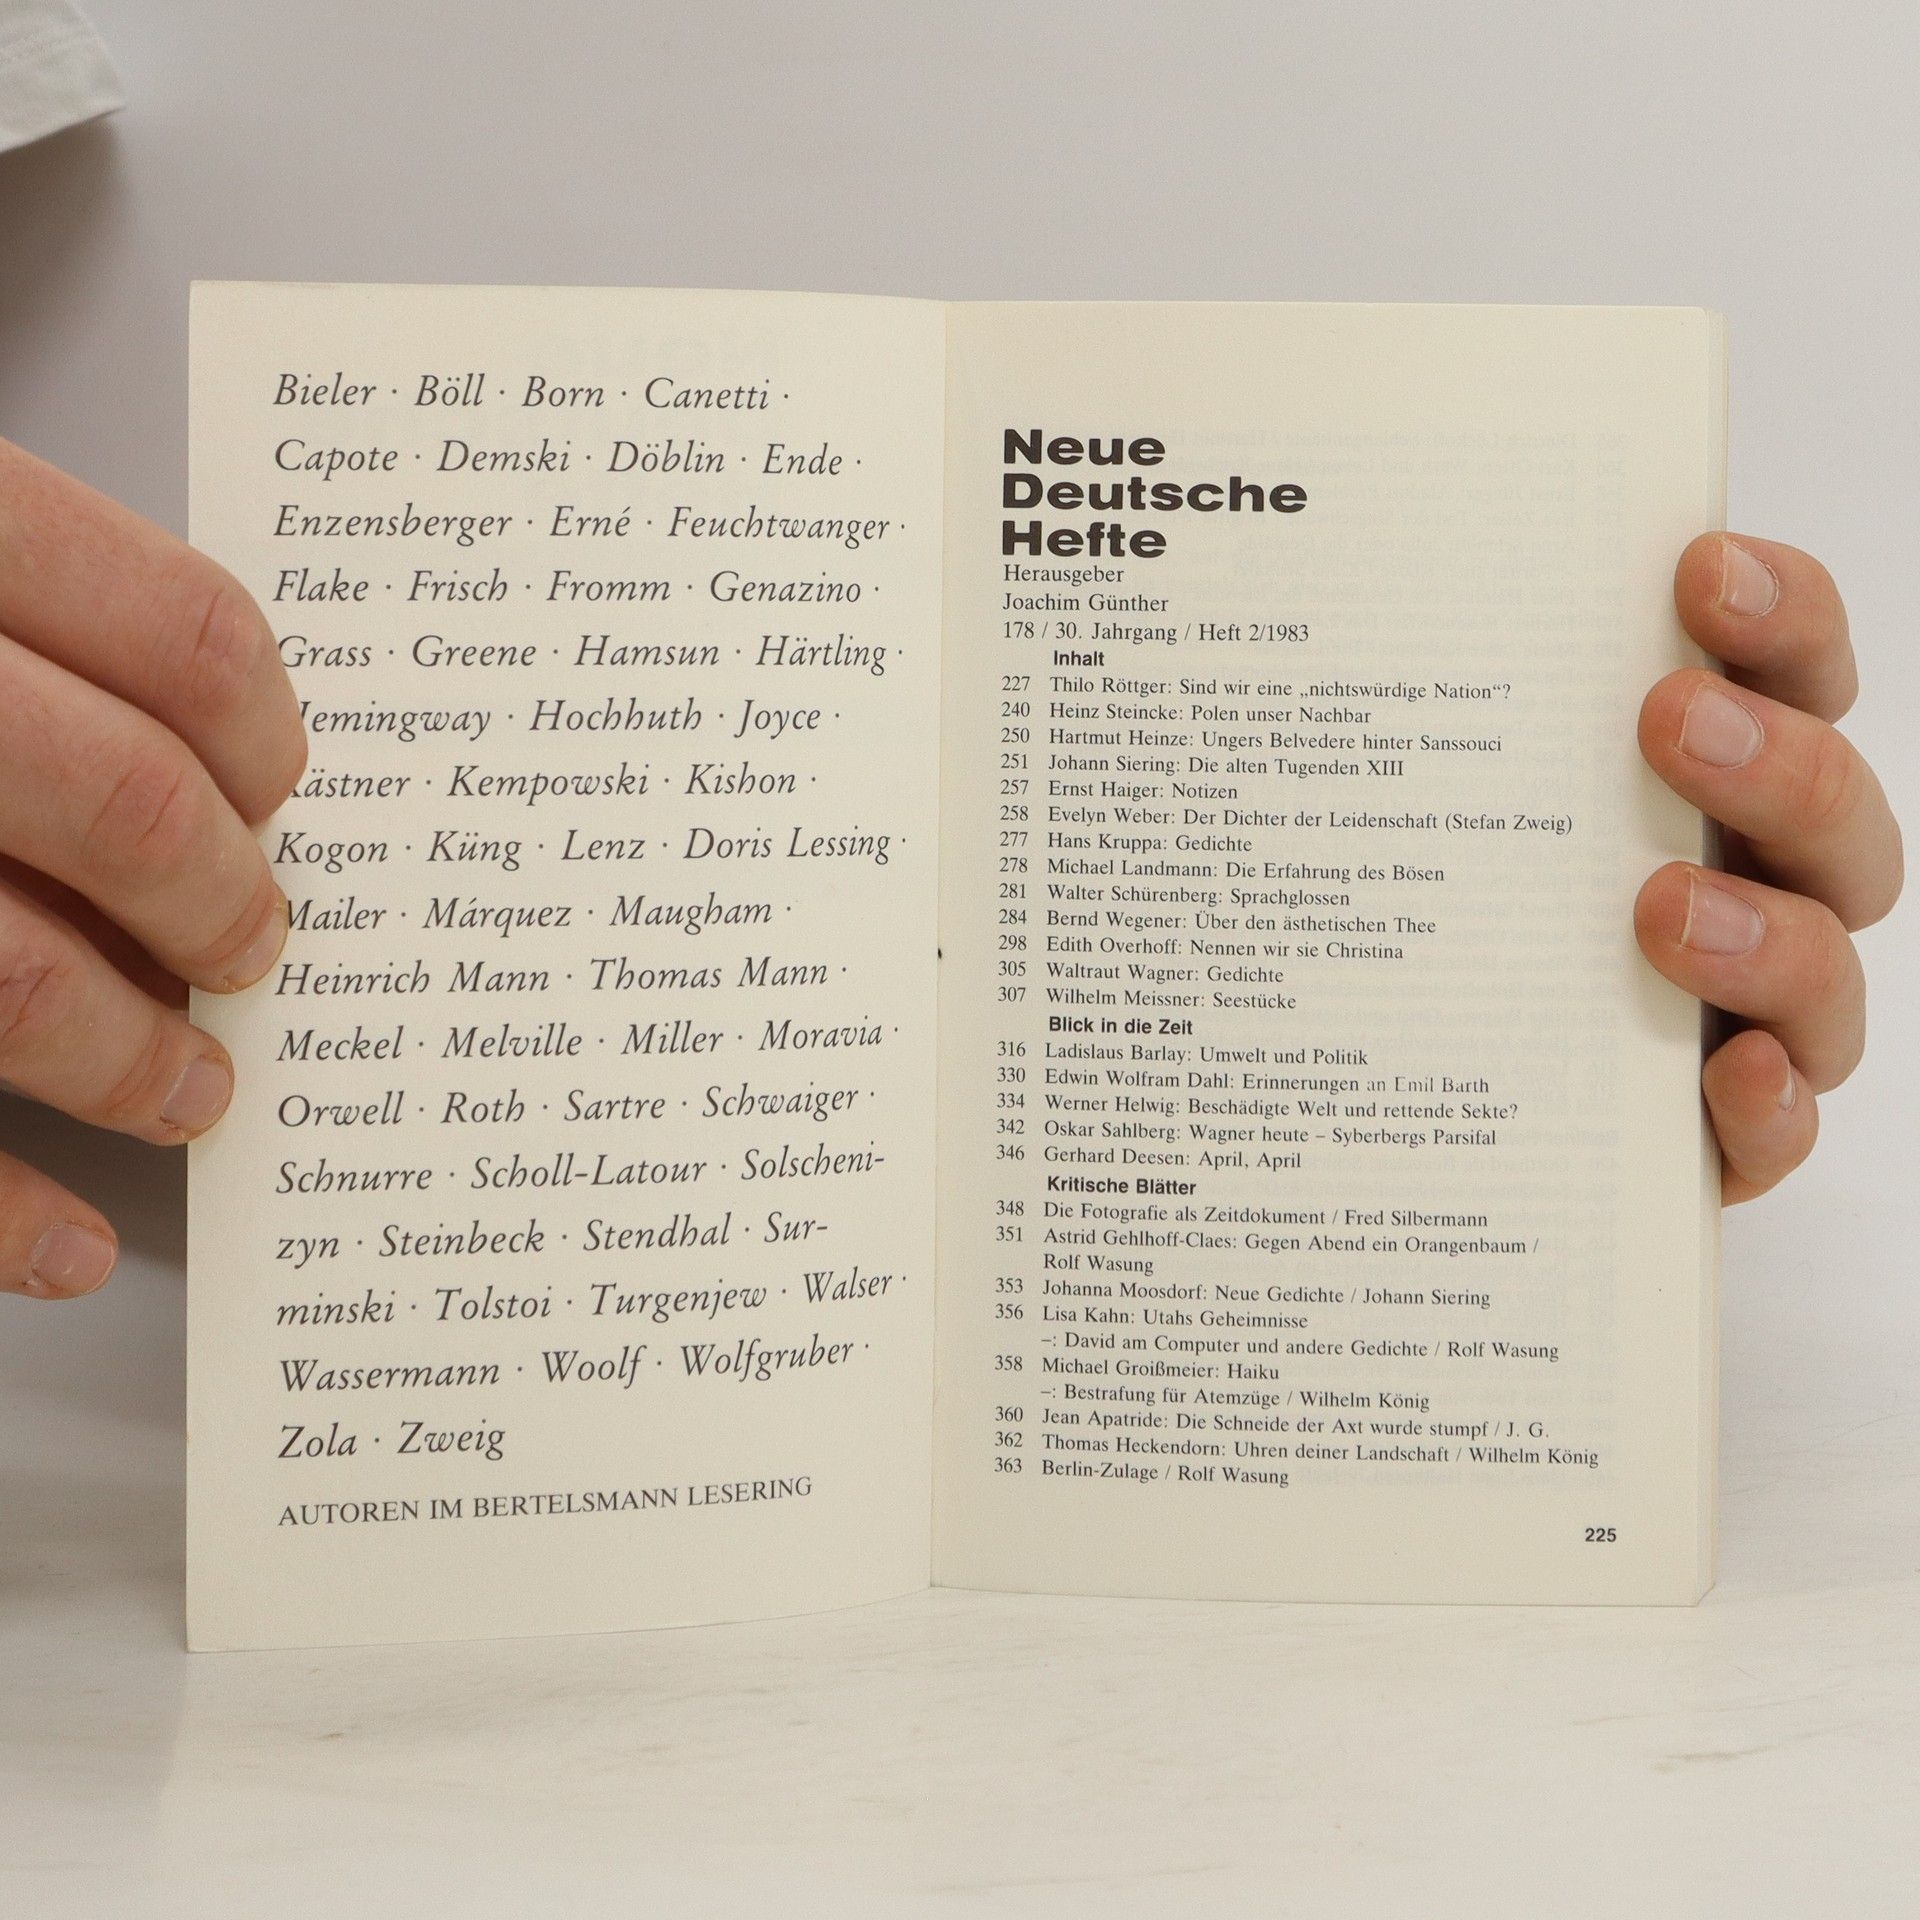 Bieler · Böll · Born · Canetti ·
Capote · Demski · Döblin · Ende ·
Enzensberger · Erné · Feuchtwanger ·
Flake · Frisch · Fromm · Genazino ·
Grass · Greene · Hamsun · Härtling ·
Hemingway · Hochhuth · Joyce ·
Kästner · Kempowski · Kishon ·
Kogon · Küng · Lenz · Doris Lessing ·
Mailer · Márquez · Maugham ·
Heinrich Mann · Thomas Mann ·
Meckel · Melville · Miller · Moravia ·
Orwell · Roth · Sartre · Schwaiger ·
Schnurre · Scholl-Latour · Solscheni-
zyn · Steinbeck · Stendhal · Sur-
minski · Tolstoi · Turgenjew · Walser ·
Wassermann · Woolf · Wolfgruber ·
Zola · Zweig
AUTOREN IM BERTELSMANN LESERING
Neue
Deutsche
Hefte
Herausgeber
Joachim Günther
178 / 30. Jahrgang / Heft 2/1983
Inhalt
227 Thilo Röttger: Sind wir eine „nichtswürdige Nation“?
240 Heinz Steincke: Polen unser Nachbar
250 Hartmut Heinze: Ungers Belvedere hinter Sanssouci
251 Johann Siering: Die alten Tugenden XIII
257 Ernst Haiger: Notizen
258 Evelyn Weber: Der Dichter der Leidenschaft (Stefan Zweig)
277 Hans Kruppa: Gedichte
278 Michael Landmann: Die Erfahrung des Bösen
281 Walter Schürenberg: Sprachglossen
284 Bernd Wegener: Über den ästhetischen Thee
298 Edith Overhoff: Nennen wir sie Christina
305 Waltraut Wagner: Gedichte
307 Wilhelm Meissner: Seestücke
Blick in die Zeit
316 Ladislaus Barlay: Umwelt und Politik
330 Edwin Wolfram Dahl: Erinnerungen an Emil Barth
334 Werner Helwig: Beschädigte Welt und rettende Sekte?
342 Oskar Sahlberg: Wagner heute – Syberbergs Parsifal
346 Gerhard Deesen: April, April
Kritische Blätter
348 Die Fotografie als Zeitdokument / Fred Silbermann
351 Astrid Gehlhoff-Claes: Gegen Abend ein Orangenbaum /
Rolf Wasung
353 Johanna Moosdorf: Neue Gedichte / Johann Siering
356 Lisa Kahn: Utahs Geheimnisse
–: David am Computer und andere Gedichte / Rolf Wasung
358 Michael Groißmeier: Haiku
–: Bestrafung für Atemzüge / Wilhelm König
360 Jean Apatride: Die Schneide der Axt wurde stumpf / J. G.
362 Thomas Heckendorn: Uhren deiner Landschaft / Wilhelm König
363 Berlin-Zulage / Rolf Wasung
225